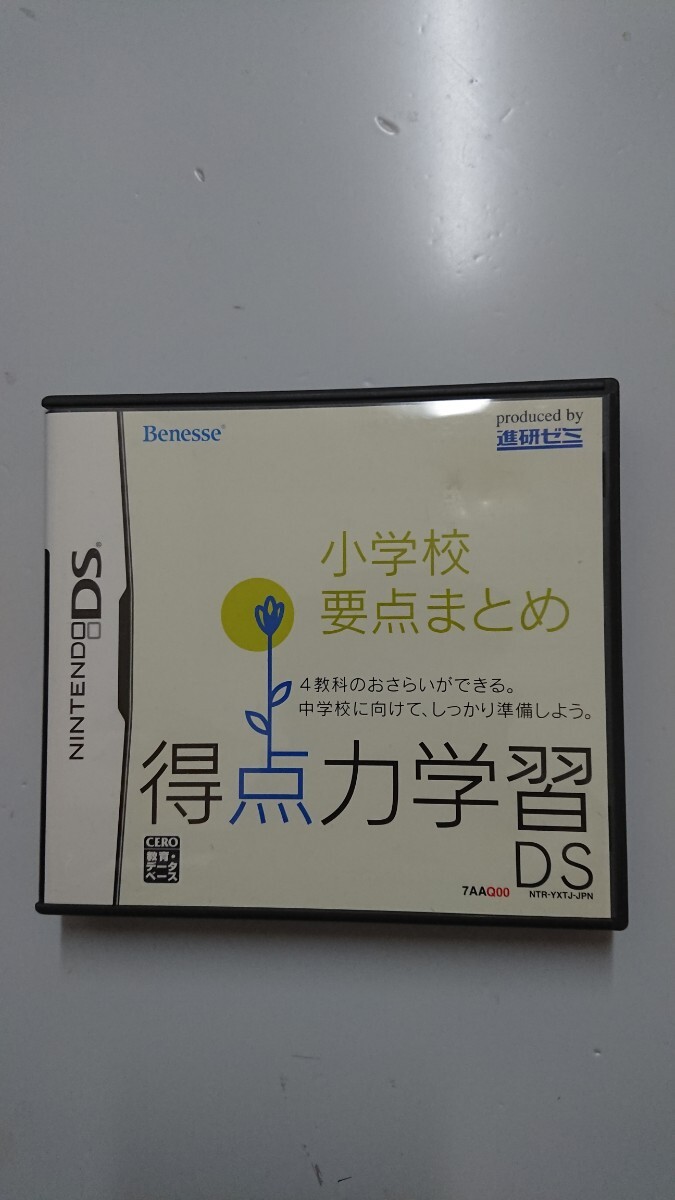 NINTENDO DS®
Benesse®
produced by
進研ゼミ
小学校
要点まとめ
4教科のおさらいができる。
中学校に向けて、しっかり準備しよう。
得点力学習
DS
CERO
教育・
データ
ベース
7AAQ00
NTR-YXTJ-JPN